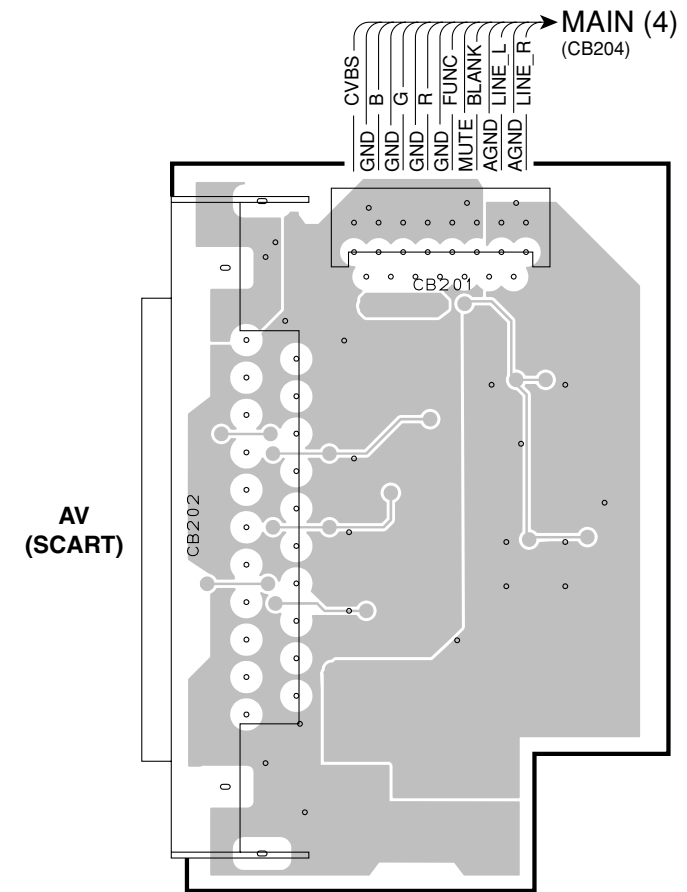 MAIN (4)
(CB204)
CVBS
GND
B
GND
G
GND
R
GND
FUNC
MUTE
BLANK
AGND
LINE_L
AGND
LINE_R
CB201
CB202
AV
(SCART)